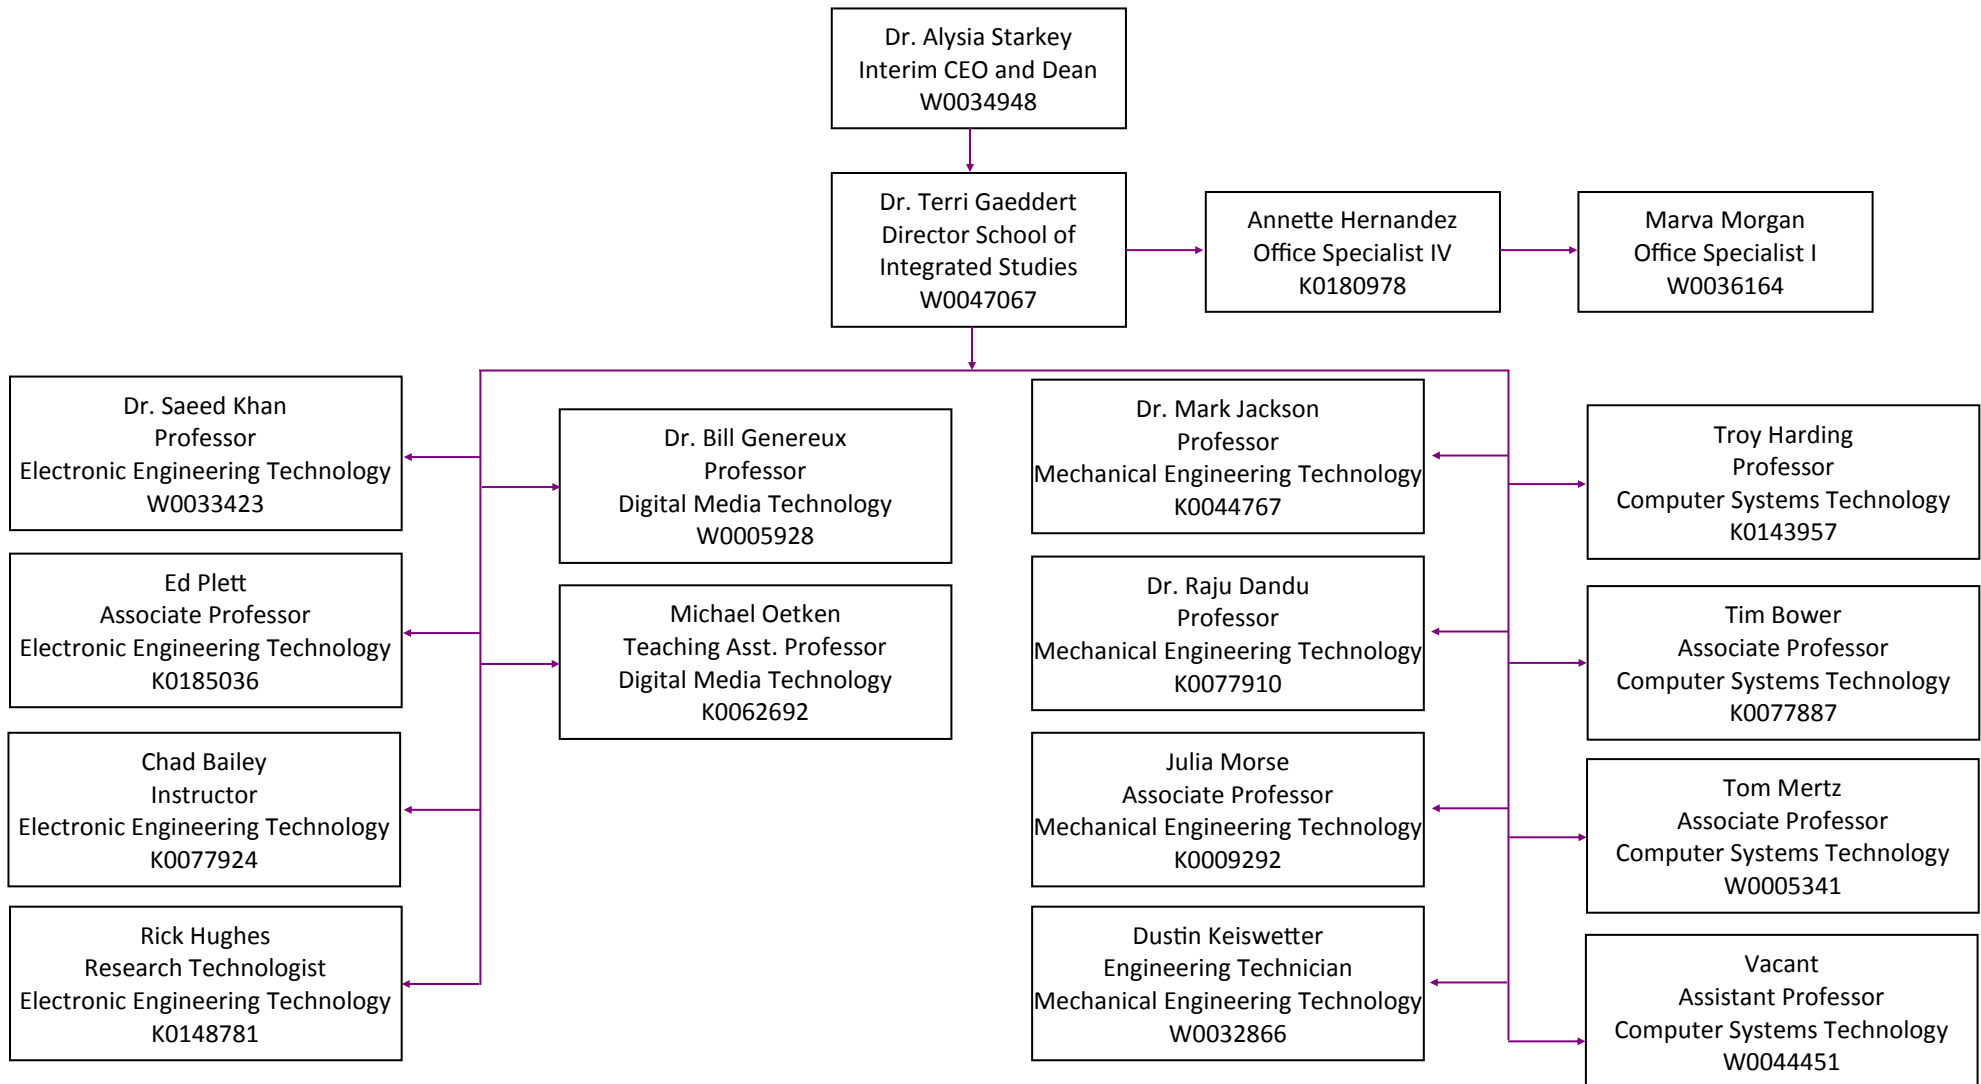 Dr. Alysia Starkey
Interim CEO and Dean
W0034948
Dr. Terri Gaeddert
Director School of
Integrated Studies
W0047067
Annette Hernandez
Office Specialist IV
K0180978
Marva Morgan
Office Specialist I
W0036164
Dr. Saeed Khan
Professor
Electronic Engineering Technology
W0033423
Ed Plett
Associate Professor
Electronic Engineering Technology
K0185036
Chad Bailey
Instructor
Electronic Engineering Technology
K0077924
Rick Hughes
Research Technologist
Electronic Engineering Technology
K0148781
Dr. Bill Genereux
Professor
Digital Media Technology
W0005928
Michael Oetken
Teaching Asst. Professor
Digital Media Technology
K0062692
Dr. Mark Jackson
Professor
Mechanical Engineering Technology
K0044767
Dr. Raju Dandu
Professor
Mechanical Engineering Technology
K0077910
Julia Morse
Associate Professor
Mechanical Engineering Technology
K0009292
Dustin Keiswetter
Engineering Technician
Mechanical Engineering Technology
W0032866
Troy Harding
Professor
Computer Systems Technology
K0143957
Tim Bower
Associate Professor
Computer Systems Technology
K0077887
Tom Mertz
Associate Professor
Computer Systems Technology
W0005341
Vacant
Assistant Professor
Computer Systems Technology
W0044451